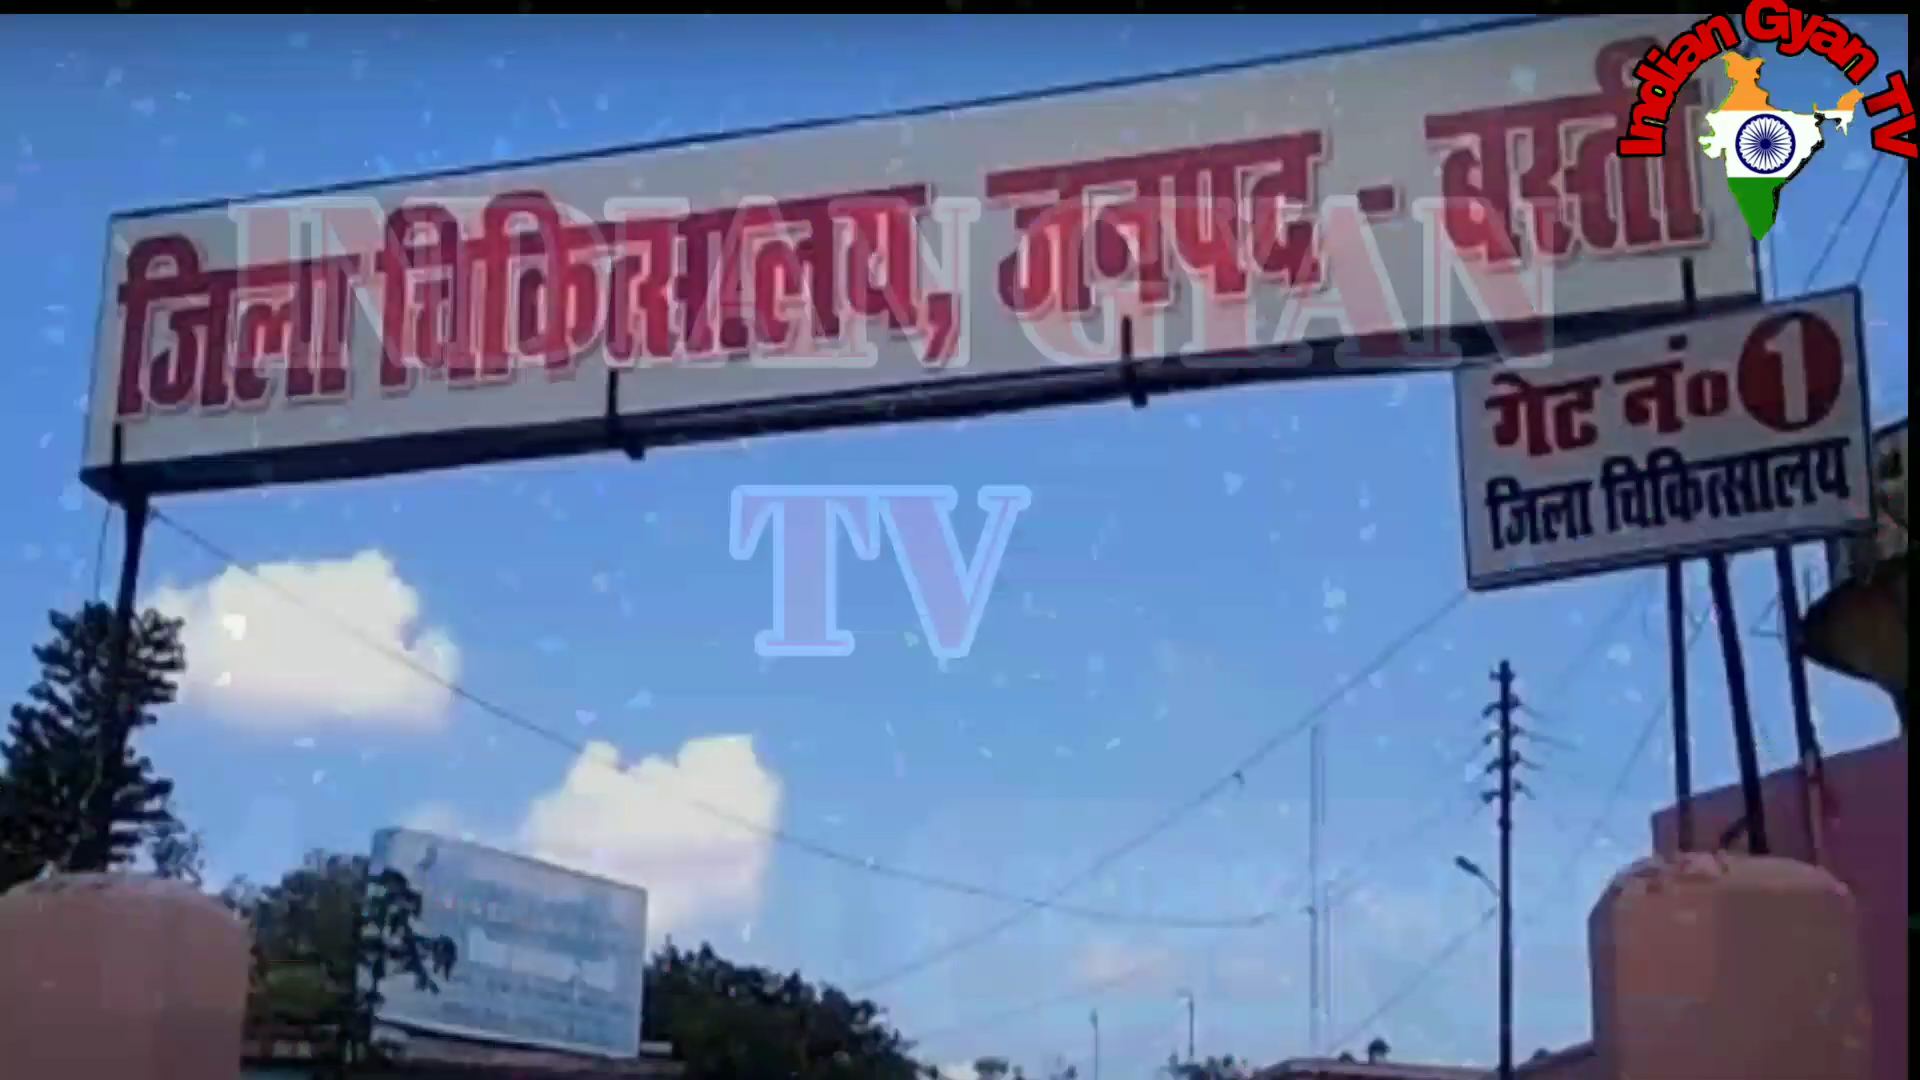 Indian Gyan TV
जिला चिकित्सालय, जनपद - बस्ती
INDIAN GYAN
TV
गेट नं० 1
जिला चिकित्सालय